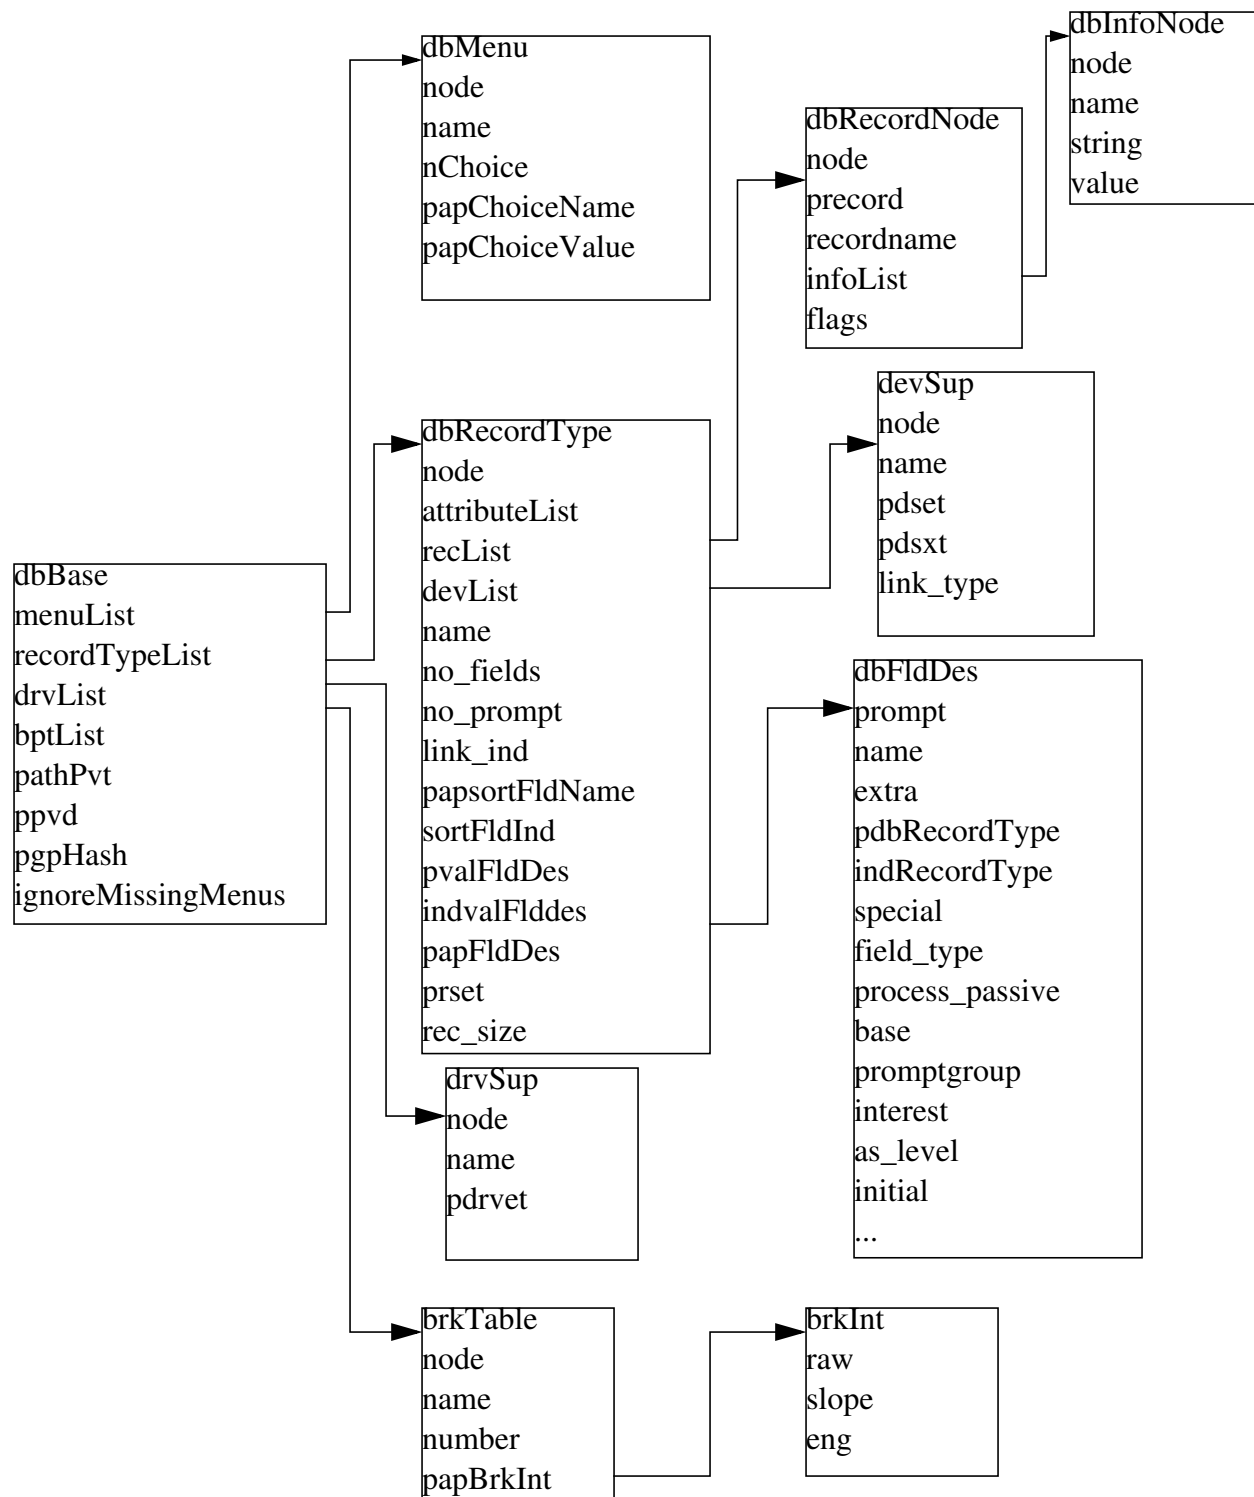 dbBase
menuList
recordTypeList
drvList
bptList
pathPvt
ppvd
pgpHash
ignoreMissingMenus
dbMenu
node
name
nChoice
papChoiceName
papChoiceValue
dbRecordType
node
attributeList
recList
devList
name
no_fields
no_prompt
link_ind
papsortFldName
sortFldInd
pvalFldDes
indvalFlddes
papFldDes
prset
rec_size
drvSup
node
name
pdrvet
brkTable
node
name
number
papBrkInt
dbRecordNode
node
precord
recordname
infoList
flags
dbInfoNode
node
name
string
value
devSup
node
name
pdset
pdsxt
link_type
dbFldDes
prompt
name
extra
pdbRecordType
indRecordType
special
field_type
process_passive
base
promptgroup
interest
as_level
initial
...
brkInt
raw
slope
eng